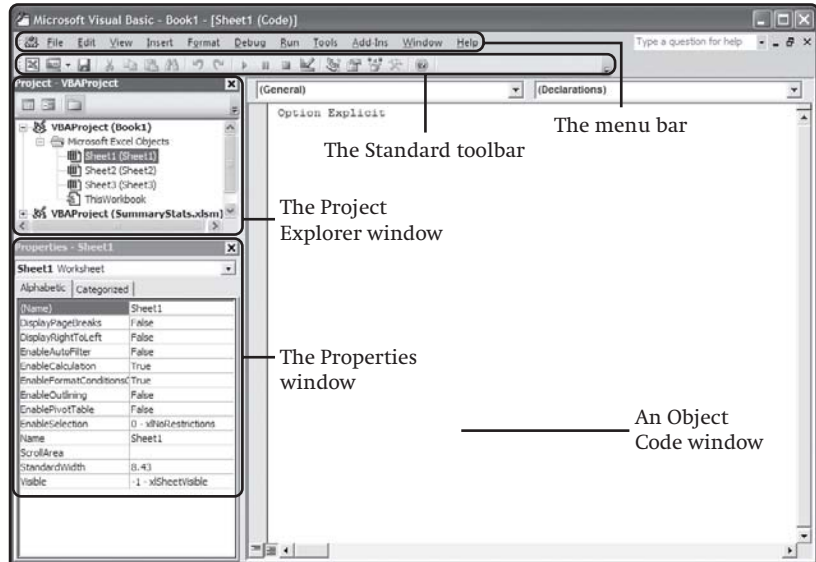 Microsoft Visual Basic - Book1 - [Sheet1 (Code)]
File Edit View Insert Format Debug Run Tools Add-Ins Window Help
Type a question for help
Project - VBAProject
(General)
(Declarations)
Option Explicit
VBAProject (Book1)
Microsoft Excel Objects
Sheet1 (Sheet1)
Sheet2 (Sheet2)
Sheet3 (Sheet3)
ThisWorkbook
VBAProject (SummaryStats.xlsm)
The menu bar
The Standard toolbar
The Project
Explorer window
Properties - Sheet1
Sheet1 Worksheet
Alphabetic Categorized
(Name) Sheet1
DisplayPageBreaks False
DisplayRightToLeft False
EnableAutoFilter False
EnableCalculation True
EnableFormatConditionsC True
EnableOutlining False
EnablePivotTable False
EnableSelection 0 - xlNoRestrictions
Name Sheet1
ScrollArea
StandardWidth 8.43
Visible -1 - xlSheetVisible
The Properties
window
An Object
Code window